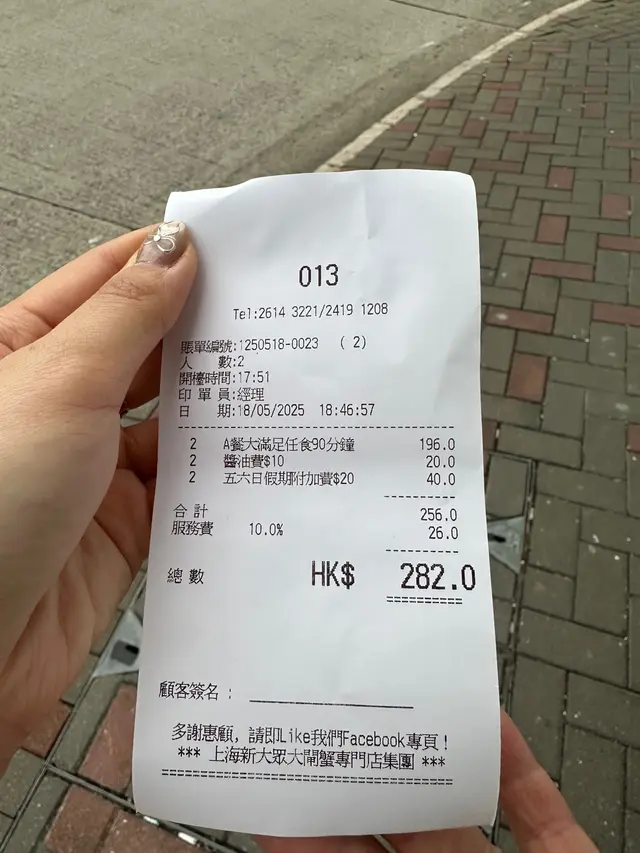 013
Tel:2614 3221/2419 1208
賬單編號:1250518-0023 ( 2)
人 數:2
開檯時間:17:51
印單員:經理
日 期:18/05/2025 18:46:57
2 A餐大滿足任食90分鐘 196.0
2 醬油費$10 20.0
2 五六日假期附加費$20 40.0
合計 256.0
服務費 10.0% 26.0
總數 HK$ 282.0
顧客簽名 :
多謝惠顧, 請即Like我們Facebook專頁!
*** 上海新大眾大閘蟹專門店集團 ***